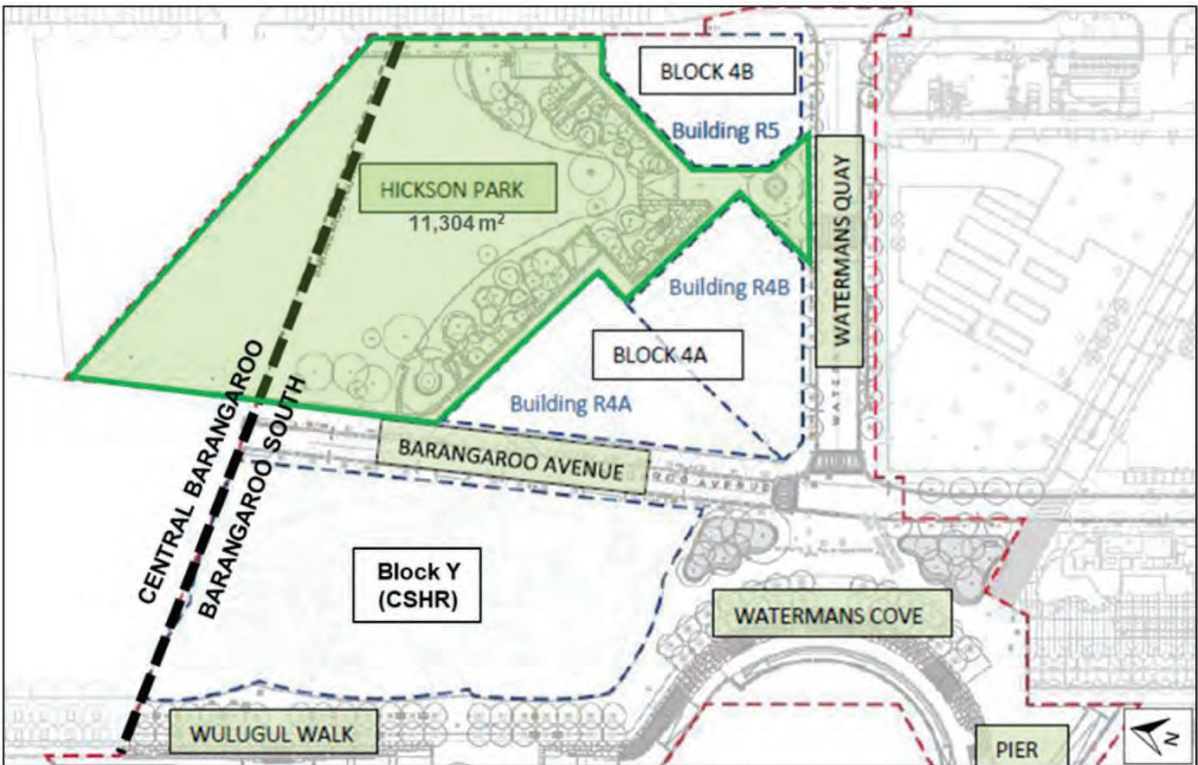 BLOCK 4B
Building R5
HICKSON PARK
11,304 m²
WATERMANS QUAY
Building R4B
BLOCK 4A
Building R4A
CENTRAL BARANGAROO
BARANGAROO SOUTH
BARANGAROO AVENUE
AVENUE
Block Y
(CSHR)
WATERMANS COVE
WULUGUL WALK
PIER
N